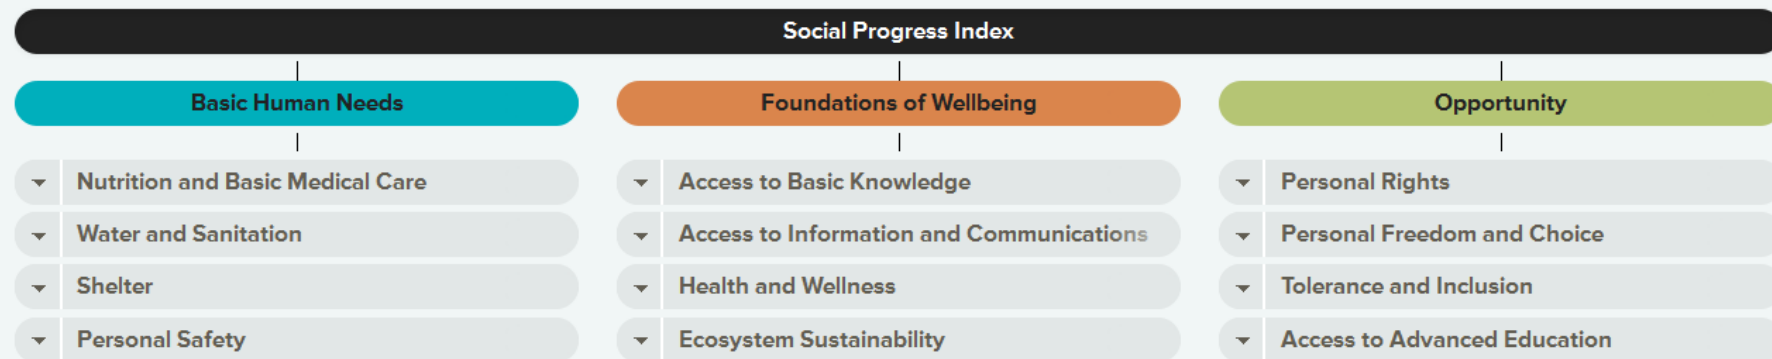 Social Progress Index
Basic Human Needs
Foundations of Wellbeing
Opportunity
Nutrition and Basic Medical Care
Access to Basic Knowledge
Personal Rights
Water and Sanitation
Access to Information and Communications
Personal Freedom and Choice
Shelter
Health and Wellness
Tolerance and Inclusion
Personal Safety
Ecosystem Sustainability
Access to Advanced Education